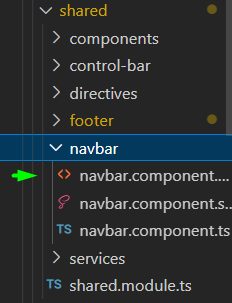 shared
components
control-bar
directives
footer
navbar
navbar.component....
navbar.component.s...
TS navbar.component.ts
services
TS shared.module.ts